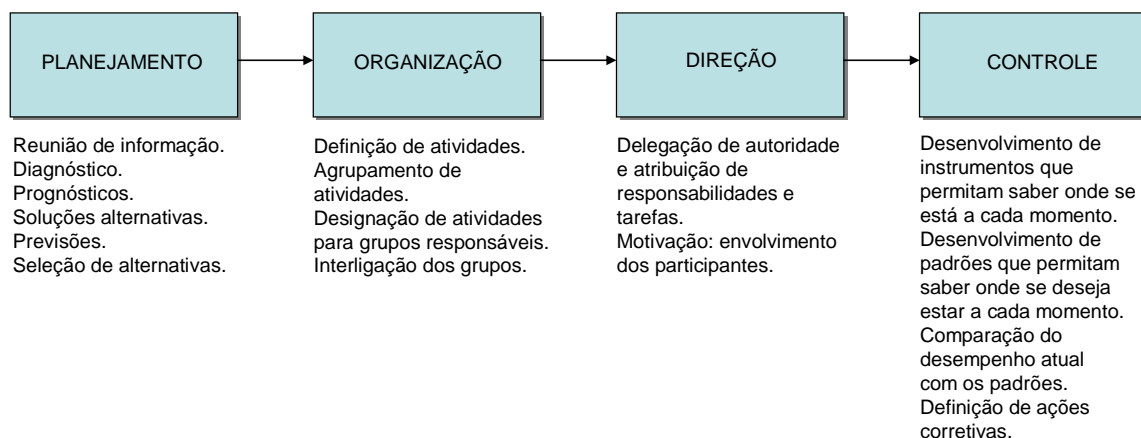 PLANEJAMENTO
Reunião de informação.
Diagnóstico.
Prognósticos.
Soluções alternativas.
Previsões.
Seleção de alternativas.
ORGANIZAÇÃO
Definição de atividades.
Agrupamento de
atividades.
Designação de atividades
para grupos responsáveis.
Interligação dos grupos.
DIREÇÃO
Delegação de autoridade
e atribuição de
responsabilidades e
tarefas.
Motivação: envolvimento
dos participantes.
CONTROLE
Desenvolvimento de
instrumentos que
permitam saber onde se
está a cada momento.
Desenvolvimento de
padrões que permitam
saber onde se deseja
estar a cada momento.
Comparação do
desempenho atual
com os padrões.
Definição de ações
corretivas.